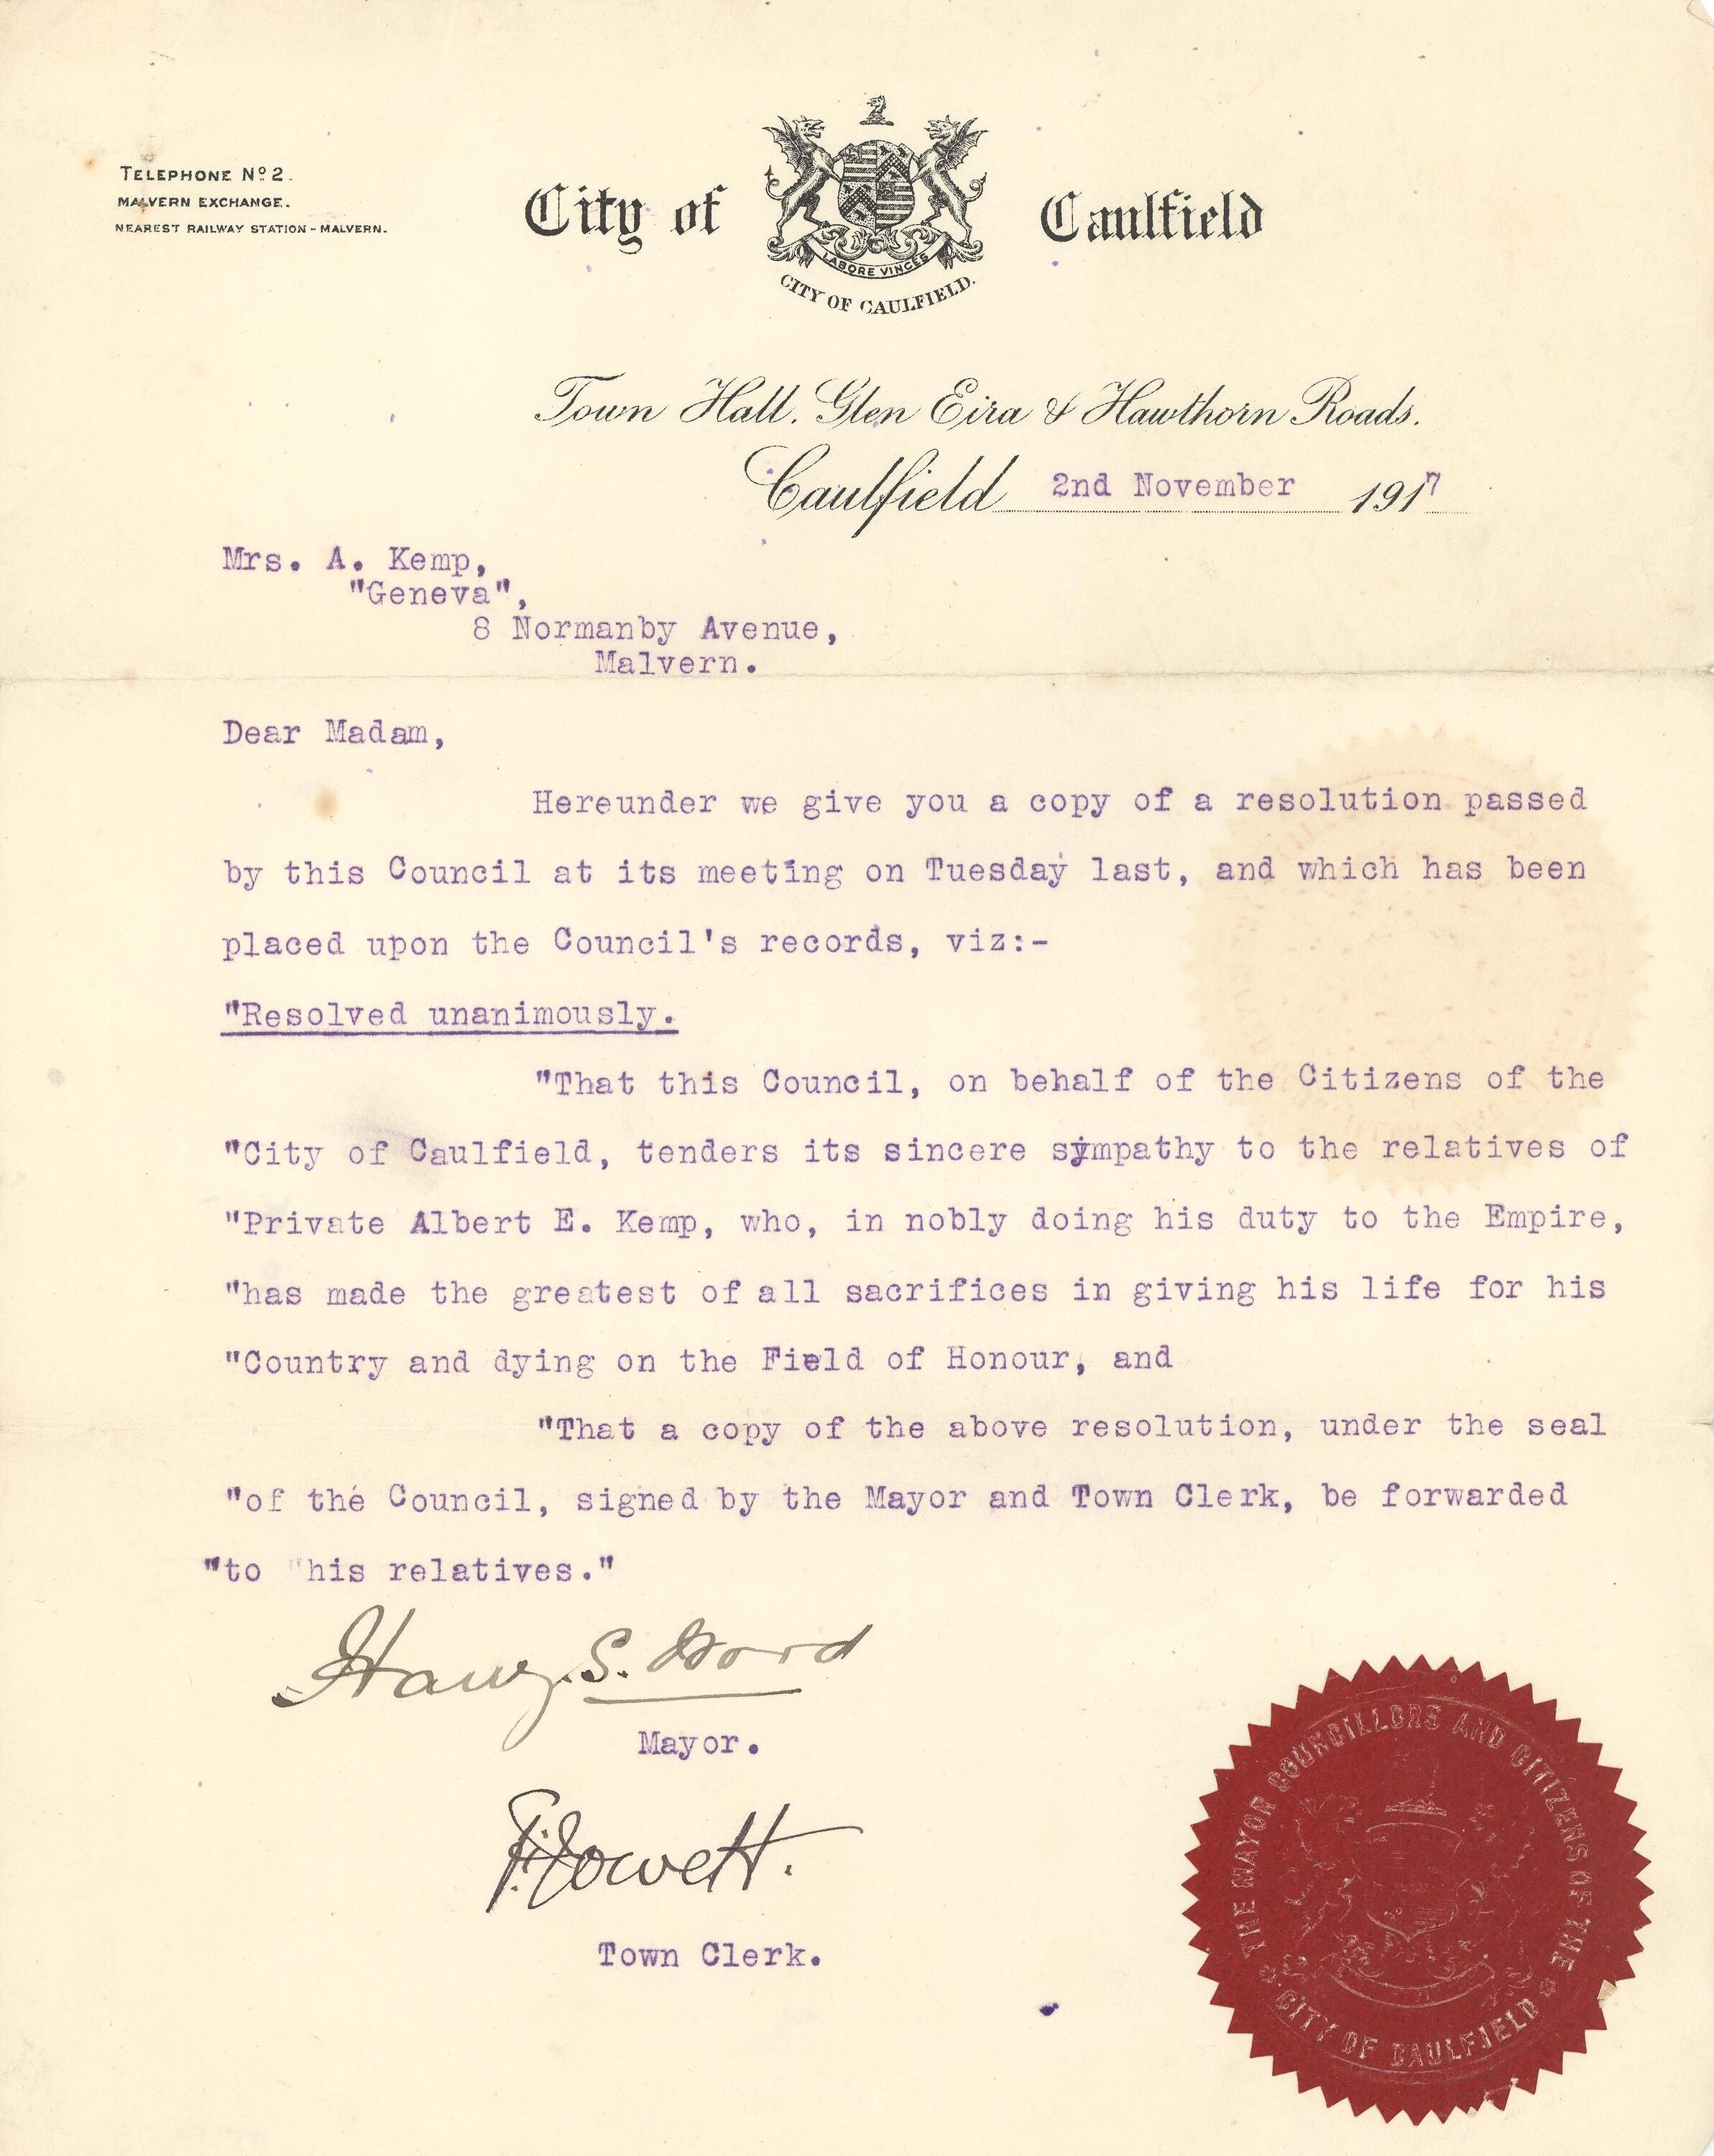 TELEPHONE Nº 2.
MALVERN EXCHANGE.
NEAREST RAILWAY STATION - MALVERN.
City of Caulfield
LABORE VINCES
CITY OF CAULFIELD.
Town Hall. Glen Eira & Hawthorn Roads.
Caulfield 2nd November 1917
Mrs. A. Kemp,
"Geneva",
8 Normanby Avenue,
Malvern.
Dear Madam,
Hereunder we give you a copy of a resolution passed
by this Council at its meeting on Tuesday last, and which has been
placed upon the Council's records, viz:-
"Resolved unanimously.
"That this Council, on behalf of the Citizens of the
"City of Caulfield, tenders its sincere sympathy to the relatives of
"Private Albert E. Kemp, who, in nobly doing his duty to the Empire,
"has made the greatest of all sacrifices in giving his life for his
"Country and dying on the Field of Honour, and
"That a copy of the above resolution, under the seal
"of the Council, signed by the Mayor and Town Clerk, be forwarded
"to "his relatives."
Harry. S.
Mayor.
Jowett.
Town Clerk.
THE MAYOR COUNCILLORS AND CITIZENS OF THE
CITY OF CAULFIELD